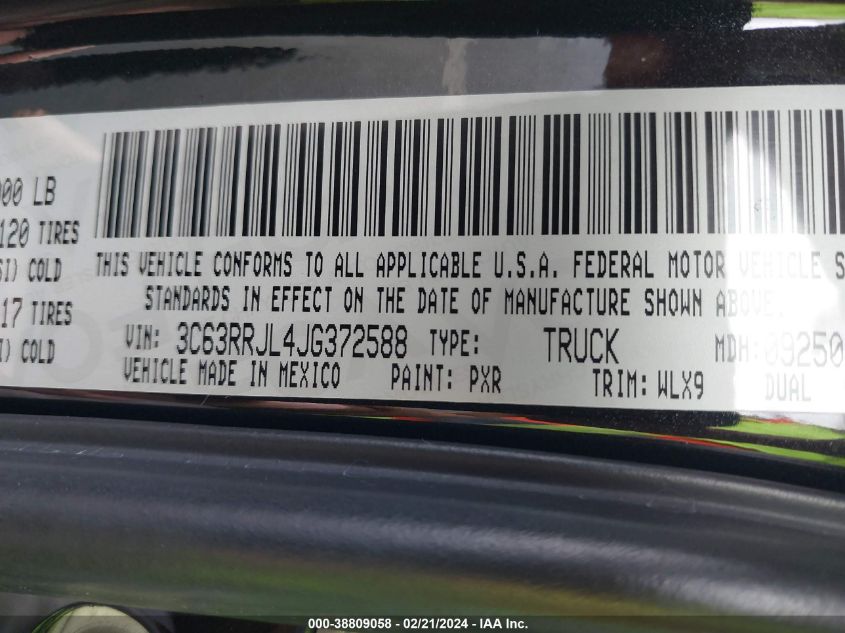 000 LB
120 TIRES
SI) COLD
17 TIRES
I) COLD
THIS VEHICLE CONFORMS TO ALL APPLICABLE U.S.A. FEDERAL MOTOR VEHICLE S
STANDARDS IN EFFECT ON THE DATE OF MANUFACTURE SHOWN ABOVE.
VIN: 3C63RRJL4JG372588 TYPE: TRUCK MDH: 09250
VEHICLE MADE IN MEXICO PAINT: PXR TRIM: WLX9 DUAL
000-38809058 - 02/21/2024 - IAA Inc.